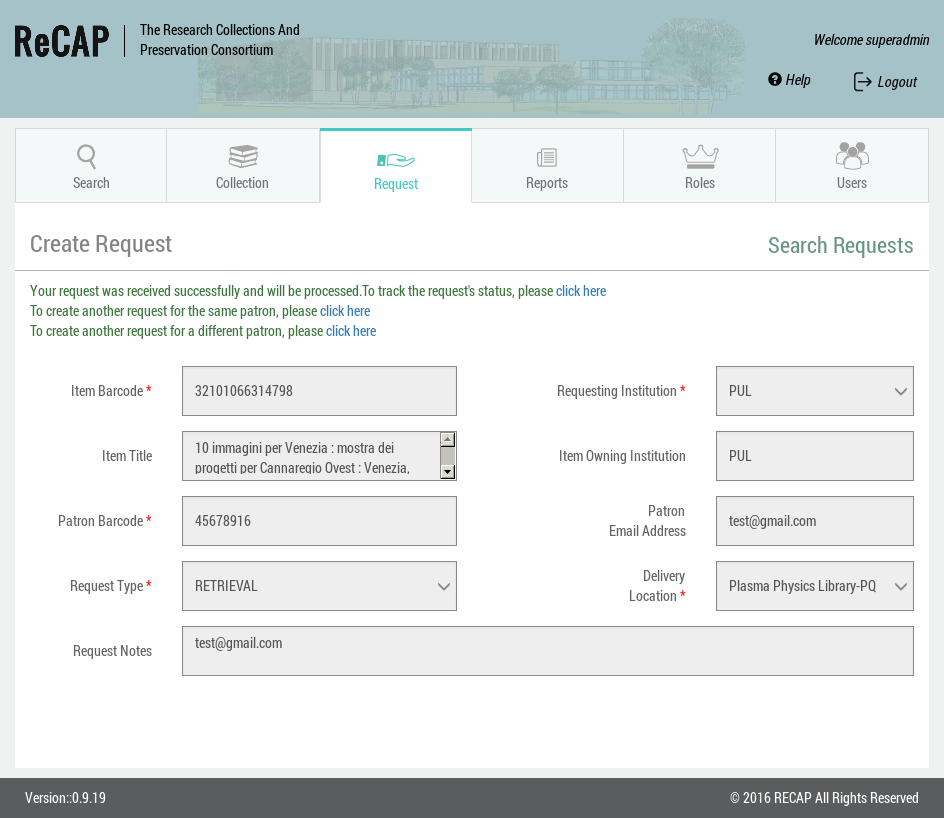 ReCAP
The Research Collections And
Preservation Consortium
Welcome superadmin
Help
Logout
Search
Collection
Request
Reports
Roles
Users
Create Request
Search Requests
Your request was received successfully and will be processed.To track the request's status, please click here
To create another request for the same patron, please click here
To create another request for a different patron, please click here
Item Barcode *
32101066314798
Requesting Institution *
PUL
Item Title
10 immagini per Venezia : mostra dei
progetti per Cannaregio Ovest : Venezia,
Item Owning Institution
PUL
Patron Barcode *
45678916
Patron
Email Address
test@gmail.com
Request Type *
RETRIEVAL
Delivery
Location *
Plasma Physics Library-PQ
Request Notes
test@gmail.com
Version::0.9.19
© 2016 RECAP All Rights Reserved